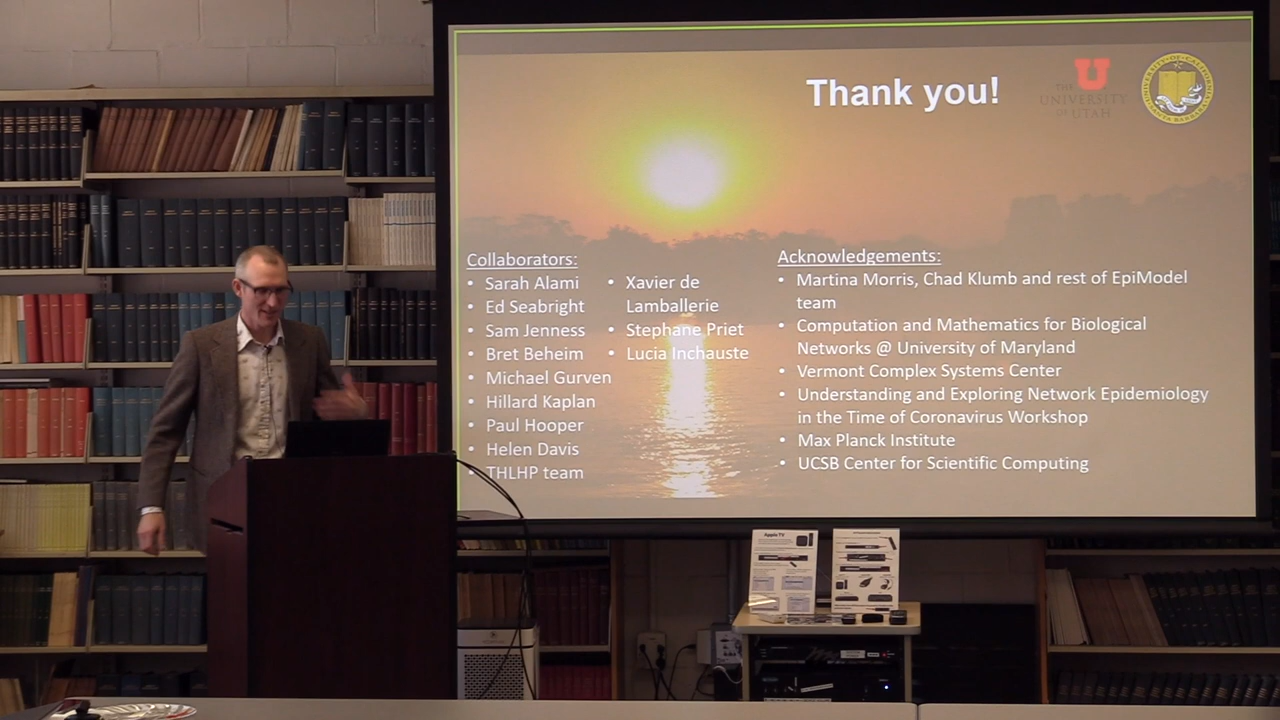 Thank you!
THE
UNIVERSITY
OF UTAH
Collaborators:
• Sarah Alami
• Ed Seabright
• Sam Jenness
• Bret Beheim
• Michael Gurven
• Hillard Kaplan
• Paul Hooper
• Helen Davis
• THLHP team
• Xavier de
Lamballerie
• Stephane Priet
• Lucia Inchauste
Acknowledgements:
• Martina Morris, Chad Klumb and rest of EpiModel
team
• Computation and Mathematics for Biological
Networks @ University of Maryland
• Vermont Complex Systems Center
• Understanding and Exploring Network Epidemiology
in the Time of Coronavirus Workshop
• Max Planck Institute
• UCSB Center for Scientific Computing
Apple TV